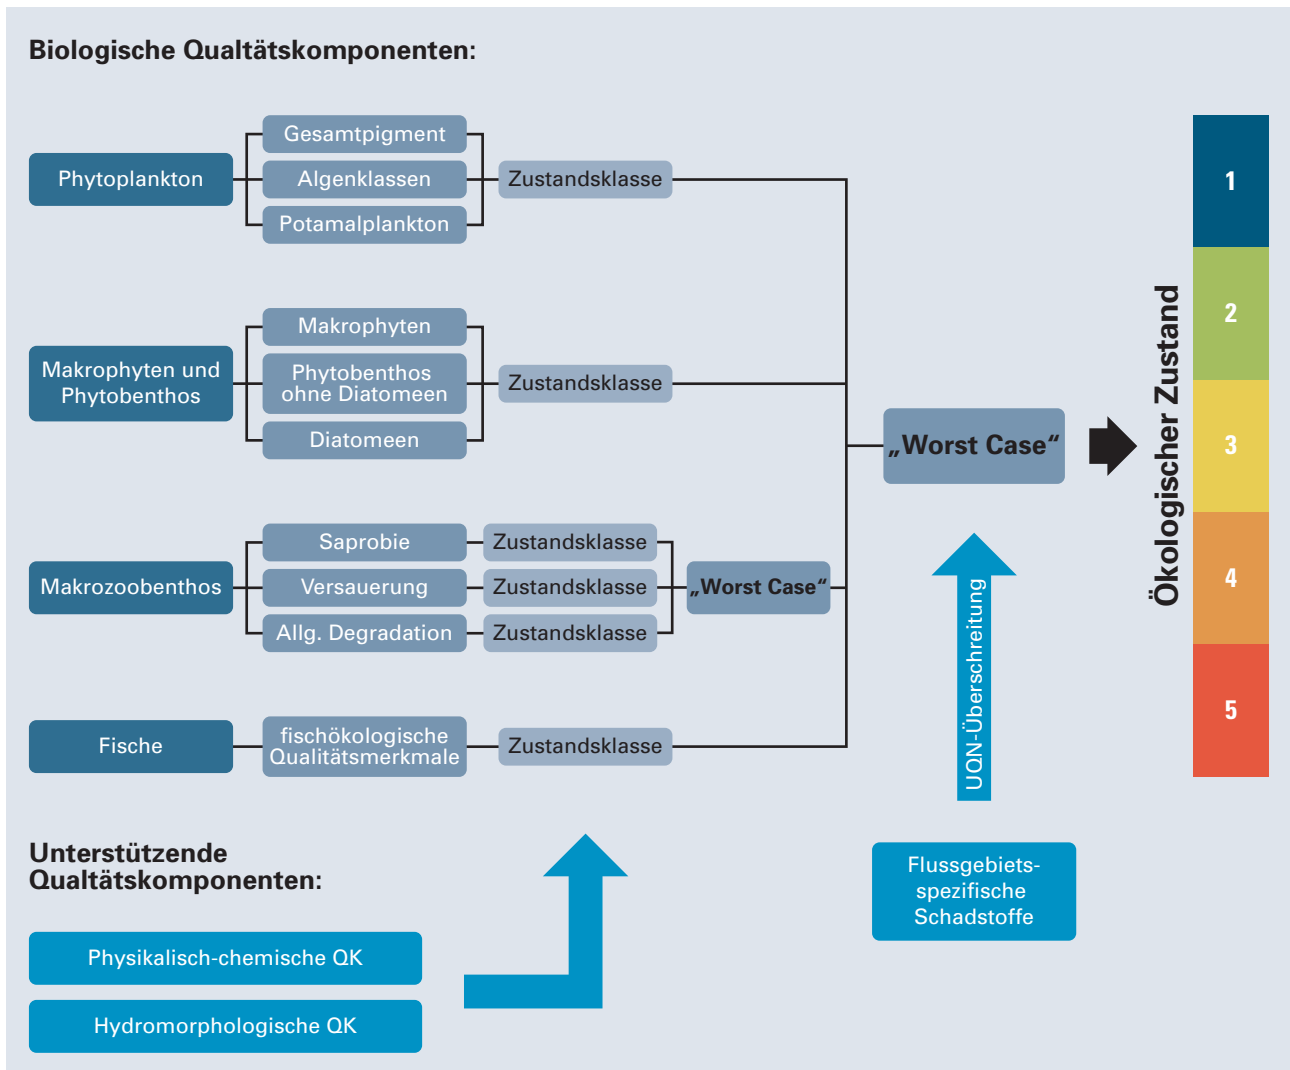 Biologische Qualtätskomponenten:
Phytoplankton
Gesamtpigment
Algenklassen
Potamalplankton
Zustandsklasse
Makrophyten und
Phytobenthos
Makrophyten
Phytobenthos
ohne Diatomeen
Diatomeen
Zustandsklasse
Makrozoobenthos
Saprobie
Versauerung
Allg. Degradation
Zustandsklasse
Zustandsklasse
Zustandsklasse
„Worst Case“
Fische
fischökologische
Qualitätsmerkmale
Zustandsklasse
„Worst Case“
Ökologischer Zustand
1
2
3
4
5
UQN-Überschreitung
Flussgebiets-
spezifische
Schadstoffe
Unterstützende
Qualtätskomponenten:
Physikalisch-chemische QK
Hydromorphologische QK